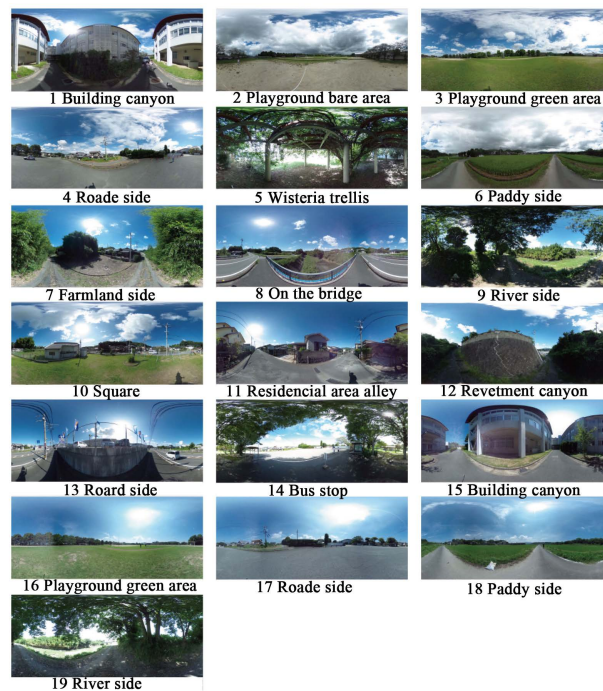 1 Building canyon
2 Playground bare area
3 Playground green area
4 Roade side
5 Wisteria trellis
6 Paddy side
7 Farmland side
8 On the bridge
9 River side
10 Square
11 Residencial area alley
12 Revetment canyon
13 Roard side
14 Bus stop
15 Building canyon
16 Playground green area
17 Roade side
18 Paddy side
19 River side